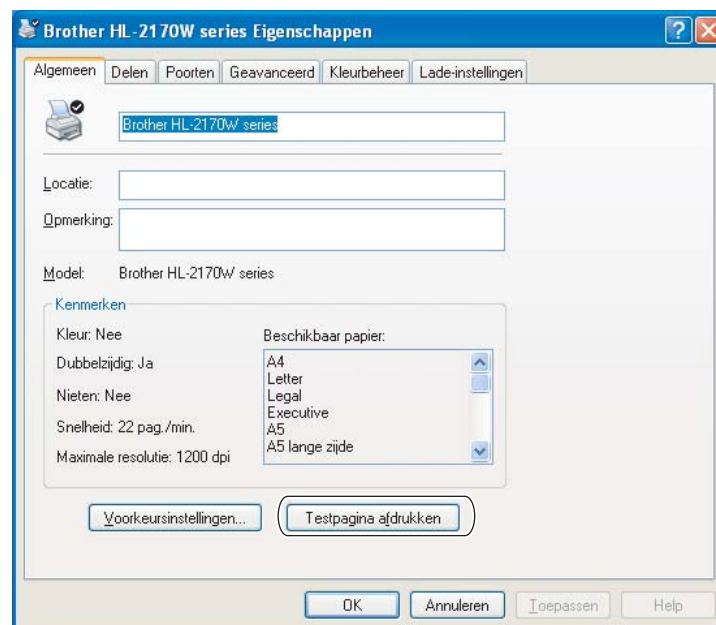 Brother HL-2170W series Eigenschappen
Algemeen Delen Poorten Geavanceerd Kleurbeheer Lade-instellingen
Brother HL-2170W series
Locatie:
Opmerking:
Model: Brother HL-2170W series
Kenmerken
Kleur: Nee
Beschikbaar papier:
Dubbelzijdig: Ja
Nieten: Nee
Snelheid: 22 pag./min.
Maximale resolutie: 1200 dpi
A4
Letter
Legal
Executive
A5
A5 lange zijde
Voorkeursinstellingen...
Testpagina afdrukken
OK Annuleren Toepassen Help